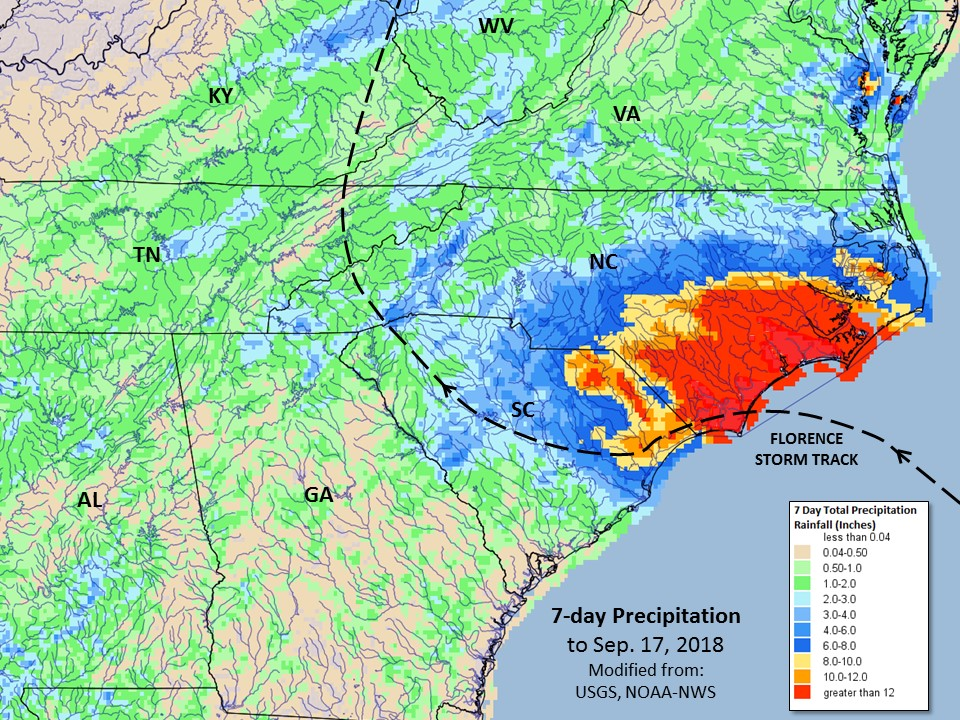 WV
KY
VA
TN
NC
SC
FLORENCE
STORM TRACK
AL
GA
7 Day Total Precipitation
Rainfall (Inches)
less than 0.04
0.04-0.50
0.50-1.0
1.0-2.0
2.0-3.0
3.0-4.0
4.0-6.0
6.0-8.0
8.0-10.0
10.0-12.0
greater than 12
7-day Precipitation
to Sep. 17, 2018
Modified from:
USGS, NOAA-NWS